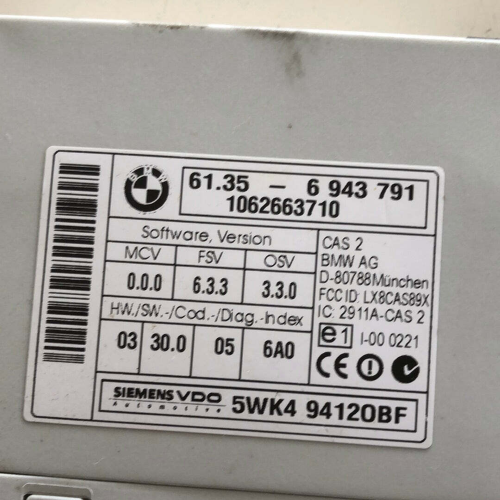 BMW
61.35 - 6 943 791
1062663710
Software, Version
MCV FSV OSV
0.0.0 6.3.3 3.3.0
HW./SW.-/Cod.-/Diag.-Index
03 30.0 05 6A0
CAS 2
BMW AG
D-80788München
FCC ID: LX8CAS89X
IC: 2911A-CAS 2
e1 I-00 0221
CE
SIEMENS VDO
Automotive
5WK4 94120BF